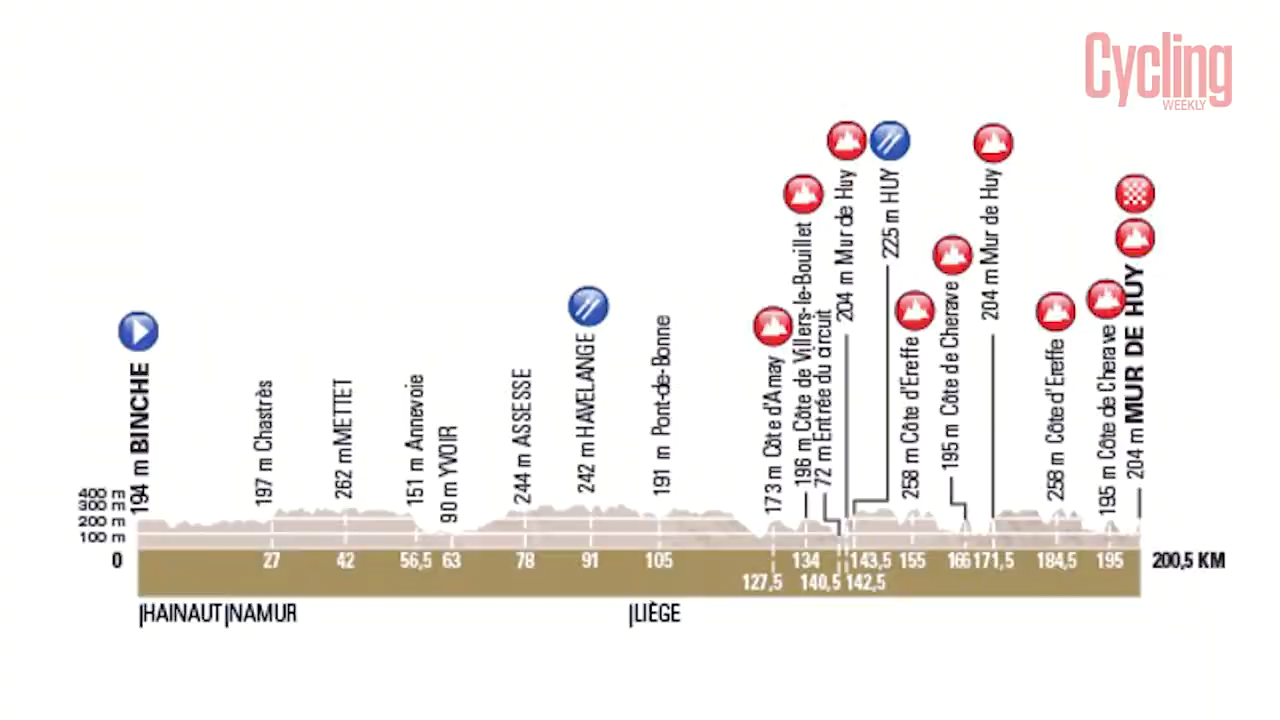 Cycling
WEEKLY
194 m BINCHE
197 m Chastrès
262 m METTET
151 m Annevoie
90 m YVOIR
244 m ASSESSE
242 m HAVELANGE
191 m Pont-de-Bonne
173 m Côte d'Amay
196 m Côte de Villers-le-Bouillet
72 m Entrée du circuit
204 m Mur de Huy
225 m HUY
258 m Côte d'Ereffe
195 m Côte de Cherave
204 m Mur de Huy
258 m Côte d'Ereffe
195 m Côte de Cherave
204 m MUR DE HUY
400 m
300 m
200 m
100 m
0 27 42 56,5 63 78 91 105 134 143,5 155 166 171,5 184,5 195 200,5 KM
127,5 140,5 142,5
|HAINAUT|NAMUR |LIÈGE